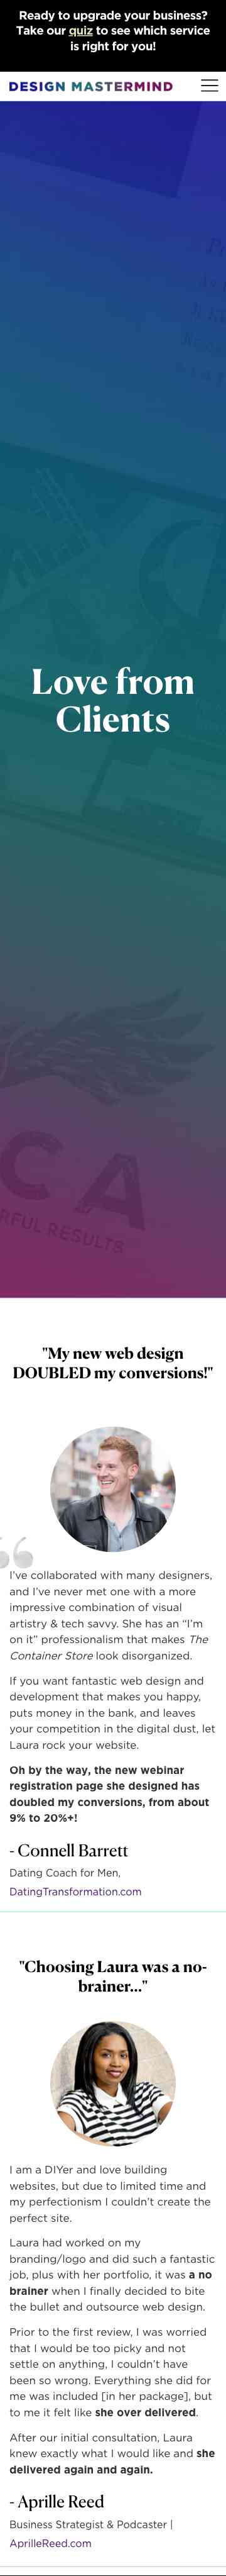 Ready to upgrade your business?
Take our quiz to see which service
is right for you!
DESIGN MASTERMIND
Love from
Clients
CA
RFUL RESULTS
"My new web design
DOUBLED my conversions!"
I’ve collaborated with many designers,
and I’ve never met one with a more
impressive combination of visual
artistry & tech savvy. She has an “I’m
on it” professionalism that makes The
Container Store look disorganized.
If you want fantastic web design and
development that makes you happy,
puts money in the bank, and leaves
your competition in the digital dust, let
Laura rock your website.
Oh by the way, the new webinar
registration page she designed has
doubled my conversions, from about
9% to 20%+!
- Connell Barrett
Dating Coach for Men,
DatingTransformation.com
"Choosing Laura was a no-
brainer..."
I am a DIYer and love building
websites, but due to limited time and
my perfectionism I couldn’t create the
perfect site.
Laura had worked on my
branding/logo and did such a fantastic
job, plus with her portfolio, it was a no
brainer when I finally decided to bite
the bullet and outsource web design.
Prior to the first review, I was worried
that I would be too picky and not
settle on anything, I couldn’t have
been so wrong. Everything she did for
me was included [in her package], but
to me it felt like she over delivered.
After our initial consultation, Laura
knew exactly what I would like and she
delivered again and again.
- Aprille Reed
Business Strategist & Podcaster |
AprilleReed.com